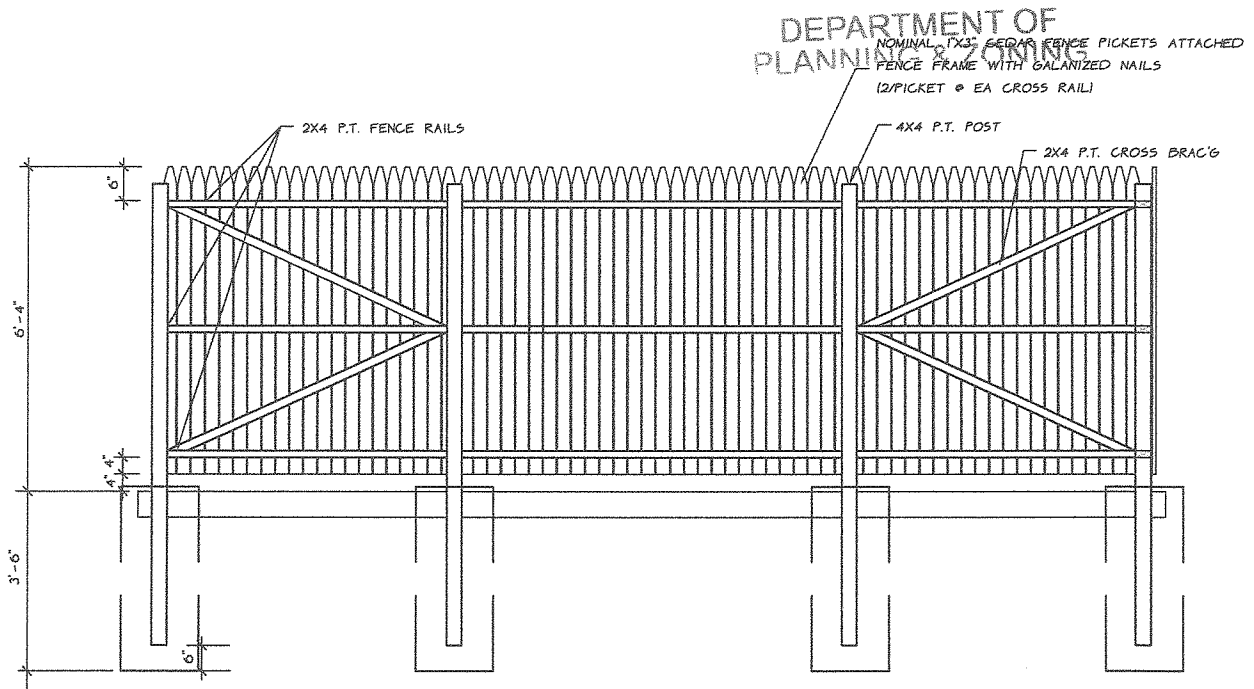 DEPARTMENT OF
PLANNING & ZONING
NOMINAL 1"X3" CEDAR FENCE PICKETS ATTACHED
FENCE FRAME WITH GALANIZED NAILS
(2/PICKET @ EA CROSS RAIL)
2X4 P.T. FENCE RAILS
4X4 P.T. POST
2X4 P.T. CROSS BRAC'G
6"
6'-4"
4"
4"
3'-6"
6"